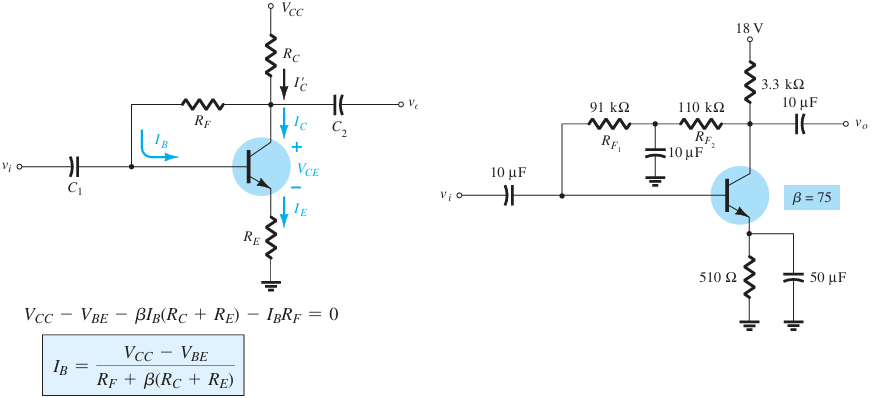 V_CC
R_C
I'_C
R_F
I_C
C_2
I_B
+
V_CE
−
v_i
C_1
I_E
R_E
V_CC − V_BE − βI_B(R_C + R_E) − I_BR_F = 0
I_B = (V_CC − V_BE) / (R_F + β(R_C + R_E))
18 V
3.3 kΩ
91 kΩ
110 kΩ
10 μF
R_F1
R_F2
v_o
10 μF
10 μF
v_i
β = 75
510 Ω
50 μF